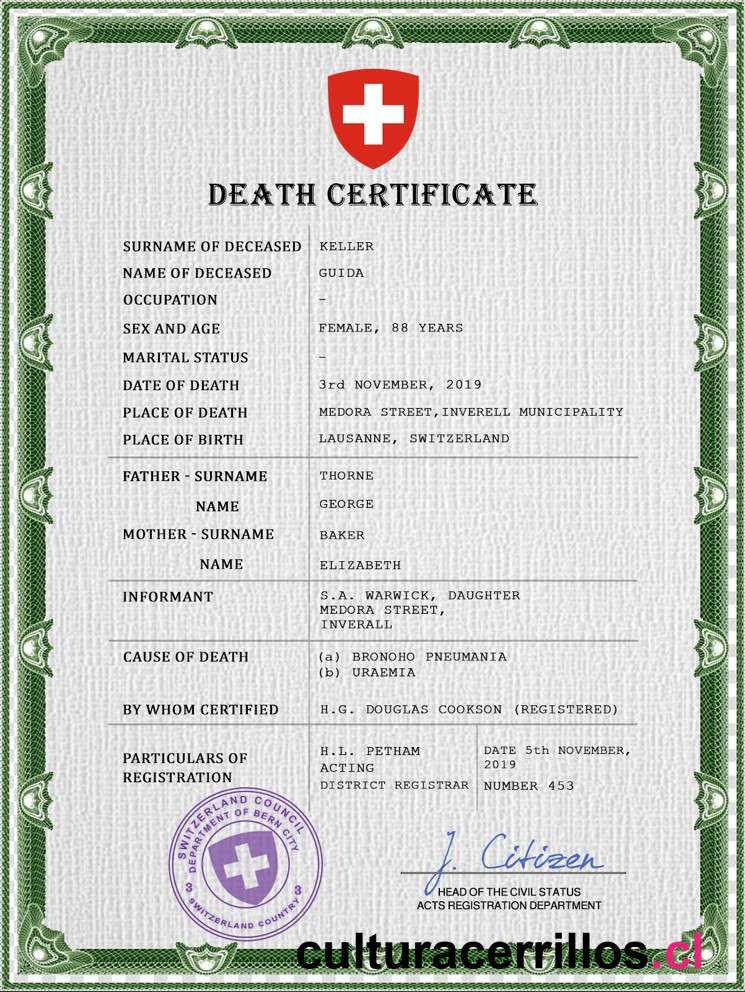 DEATH CERTIFICATE
SURNAME OF DECEASED KELLER
NAME OF DECEASED GUIDA
OCCUPATION –
SEX AND AGE FEMALE, 88 YEARS
MARITAL STATUS –
DATE OF DEATH 3rd NOVEMBER, 2019
PLACE OF DEATH MEDORA STREET,INVERELL MUNICIPALITY
PLACE OF BIRTH LAUSANNE, SWITZERLAND
FATHER - SURNAME THORNE
NAME GEORGE
MOTHER - SURNAME BAKER
NAME ELIZABETH
INFORMANT S.A. WARWICK, DAUGHTER
MEDORA STREET,
INVERALL
CAUSE OF DEATH (a) BRONOHO PNEUMANIA
(b) URAEMIA
BY WHOM CERTIFIED H.G. DOUGLAS COOKSON (REGISTERED)
PARTICULARS OF
REGISTRATION
H.L. PETHAM
ACTING
DISTRICT REGISTRAR
DATE 5th NOVEMBER,
2019
NUMBER 453
SWITZERLAND COUNCIL
DEPARTMENT OF BERN CITY
3 3
SWITZERLAND COUNTRY
J. Citizen
HEAD OF THE CIVIL STATUS
ACTS REGISTRATION DEPARTMENT
culturacerrillos.cl